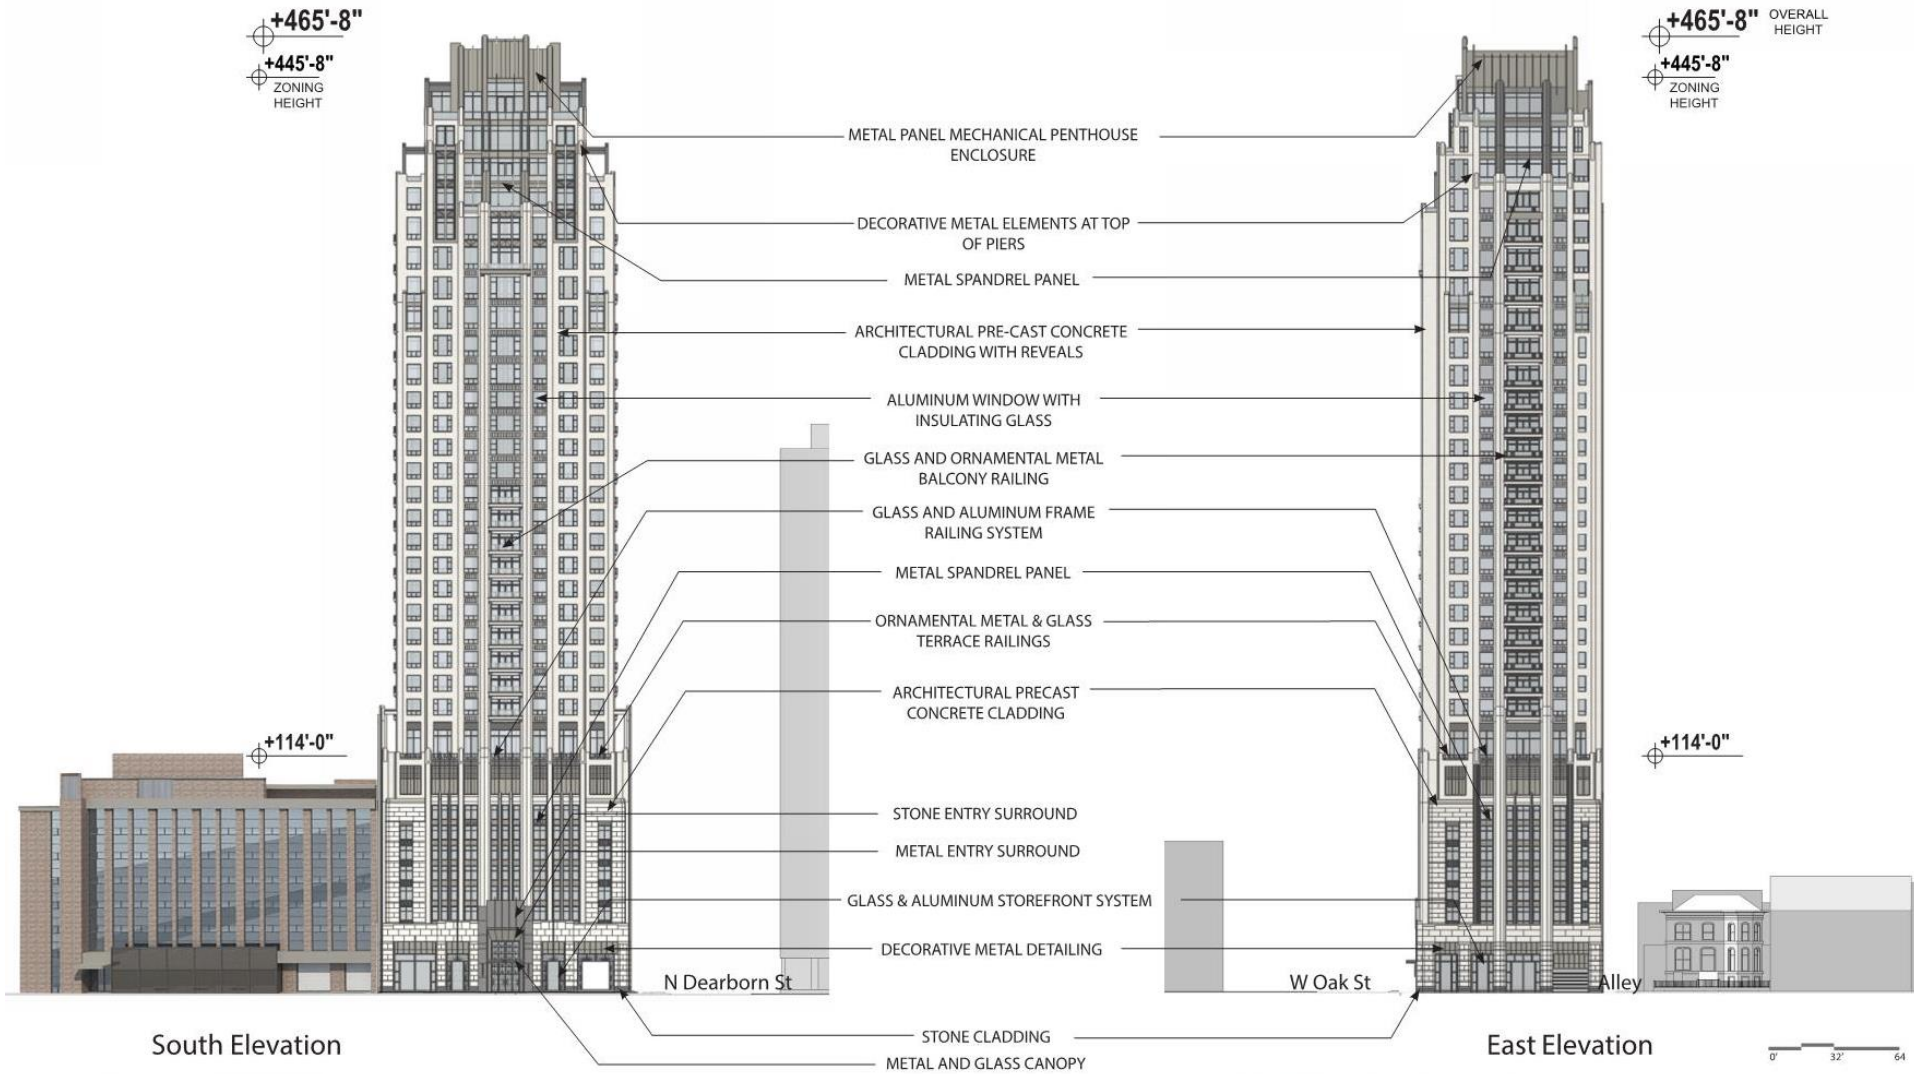 +465'-8"
+445'-8"
ZONING
HEIGHT
+465'-8" OVERALL
HEIGHT
+445'-8"
ZONING
HEIGHT
METAL PANEL MECHANICAL PENTHOUSE
ENCLOSURE
DECORATIVE METAL ELEMENTS AT TOP
OF PIERS
METAL SPANDREL PANEL
ARCHITECTURAL PRE-CAST CONCRETE
CLADDING WITH REVEALS
ALUMINUM WINDOW WITH
INSULATING GLASS
GLASS AND ORNAMENTAL METAL
BALCONY RAILING
GLASS AND ALUMINUM FRAME
RAILING SYSTEM
METAL SPANDREL PANEL
ORNAMENTAL METAL & GLASS
TERRACE RAILINGS
ARCHITECTURAL PRECAST
CONCRETE CLADDING
+114'-0"
+114'-0"
STONE ENTRY SURROUND
METAL ENTRY SURROUND
GLASS & ALUMINUM STOREFRONT SYSTEM
DECORATIVE METAL DETAILING
N Dearborn St
W Oak St
Alley
STONE CLADDING
METAL AND GLASS CANOPY
South Elevation
East Elevation
0' 32' 64